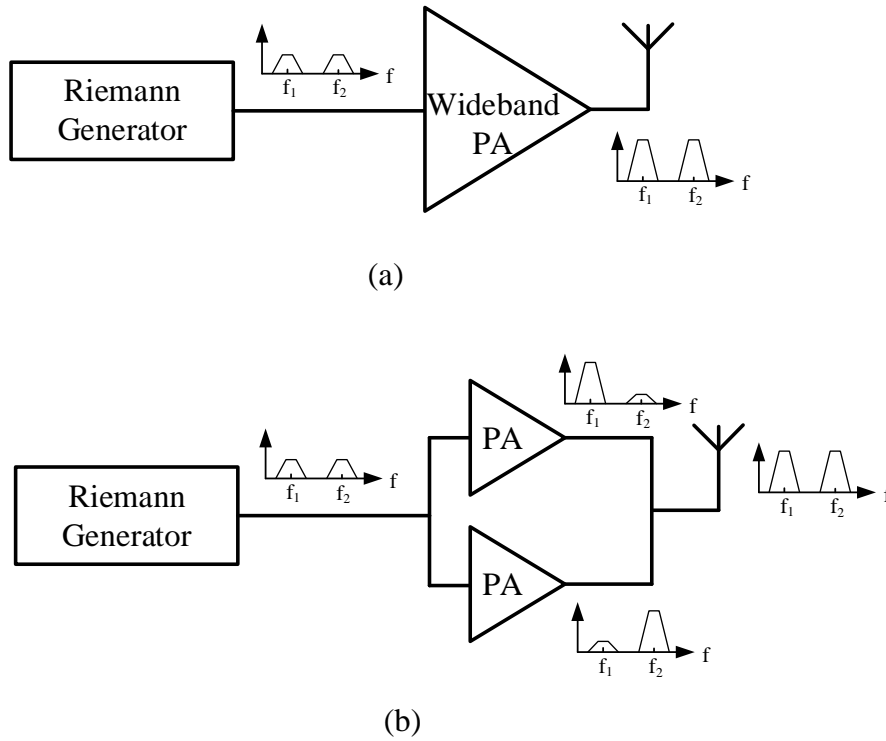 Riemann
Generator
f₁ f₂ f
Wideband
PA
f₁ f₂ f
(a)
Riemann
Generator
f₁ f₂ f
PA
f₁ f₂ f
PA
f₁ f₂ f
f₁ f₂ f
(b)